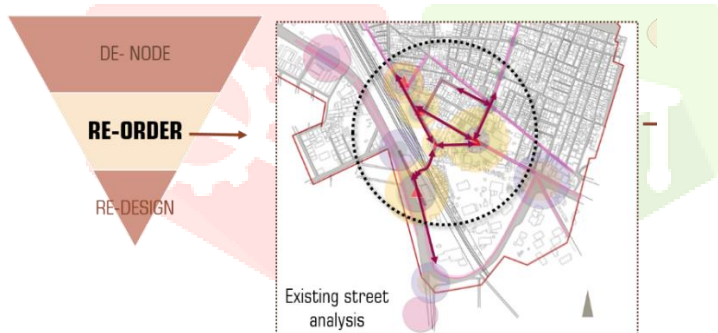 DE- NODE
RE-ORDER
RE-DESIGN
Existing street
analysis